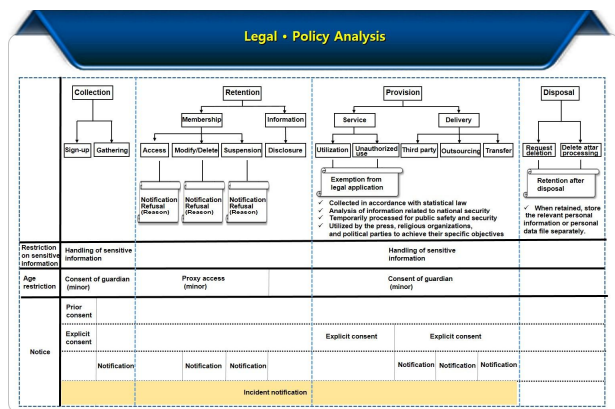 Legal • Policy Analysis
Collection
Retention
Provision
Disposal
Membership
Information
Service
Delivery
Sign-up
Gathering
Access
Modify/Delete
Suspension
Disclosure
Utilization
Unauthorized
use
Third party
Outsourcing
Transfer
Request
deletion
Delete attar
processing
Notification
Refusal
(Reason)
Notification
Refusal
(Reason)
Notification
Refusal
(Reason)
Exemption from
legal application
Retention after
disposal
✓ Collected in accordance with statistical law
✓ Analysis of information related to national security
✓ Temporarily processed for public safety and security
✓ Utilized by the press, religious organizations,
and political parties to achieve their specific objectives
✓ When retained, store
the relevant personal
information or personal
data file separately.
Restriction
on sensitive
information
Handling of sensitive
information
Handling of sensitive
information
Age
restriction
Consent of guardian
(minor)
Proxy access
(minor)
Consent of guardian
(minor)
Notice
Prior
consent
Explicit
consent
Explicit consent
Explicit consent
Notification
Notification
Notification
Notification
Notification
Notification
Incident notification